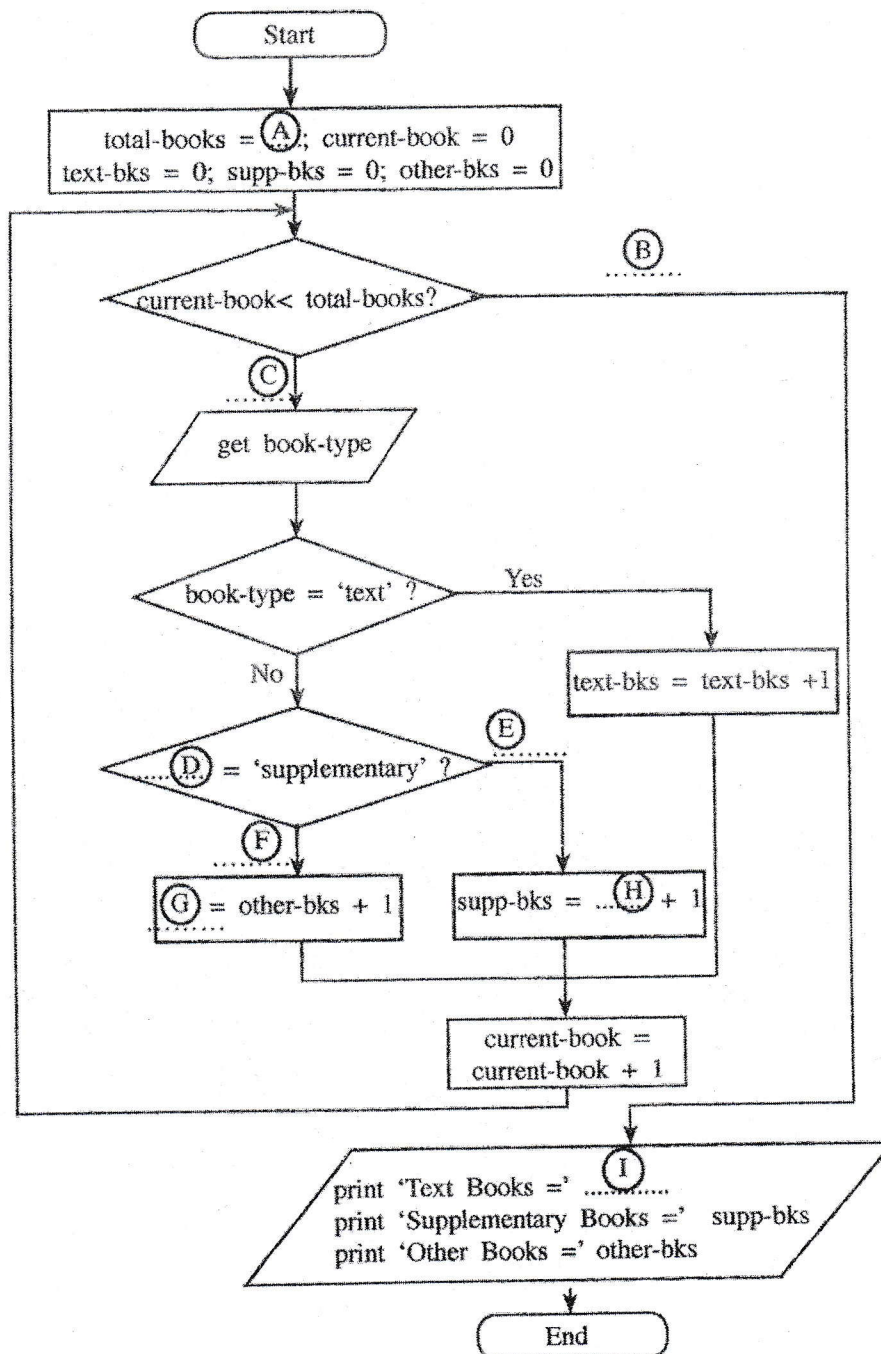 Start
total-books = A....; current-book = 0
text-bks = 0; supp-bks = 0; other-bks = 0
B
current-book< total-books?
C
get book-type
book-type = ‘text’ ?
Yes
No
text-bks = text-bks +1
E
D = ‘supplementary’ ?
F
G = other-bks + 1
supp-bks = H + 1
current-book =
current-book + 1
I
print ‘Text Books =’ ............
print ‘Supplementary Books =’ supp-bks
print ‘Other Books =’ other-bks
End